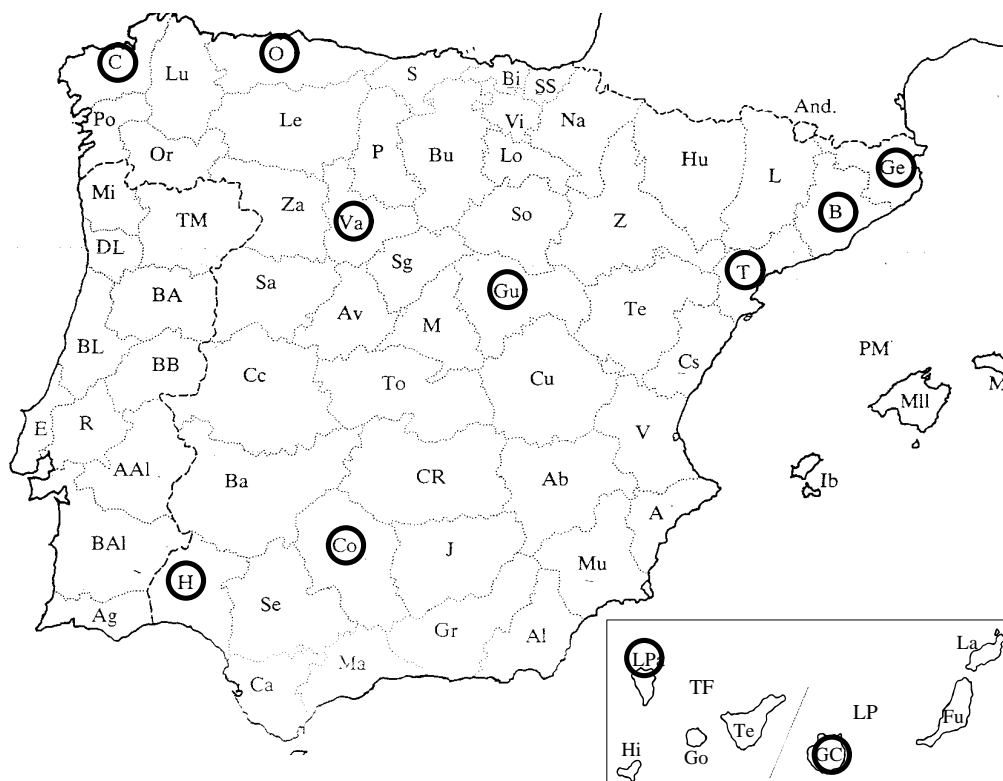 C
O
S
Bi
SS
Lu
And.
Po
Le
Vi
Na
Or
P
Bu
Lo
Hu
L
Ge
Mi
Za
TM
Va
So
Z
B
DL
Sg
T
Sa
Gu
BA
Av
M
Te
BL
BB
Cc
To
Cu
Cs
PM
M
Mll
E
R
V
AAl
Ba
CR
Ab
Ib
A
BAl
Co
J
Mu
H
Se
Ag
Gr
Al
Ma
Ca
LPa
La
TF
LP
Fu
Te
Hi
Go
GC